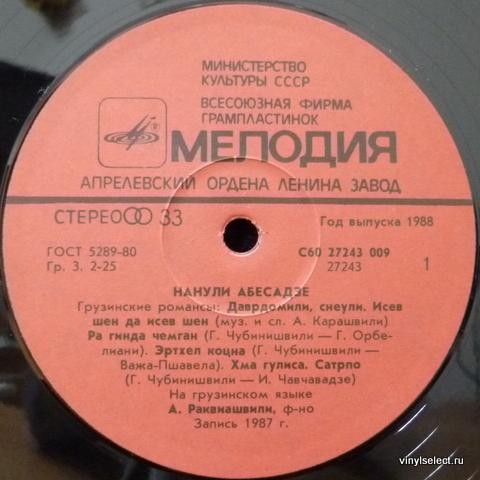 МИНИСТЕРСТВО
КУЛЬТУРЫ СССР
ВСЕСОЮЗНАЯ ФИРМА
ГРАМПЛАСТИНОК
МЕЛОДИЯ
АПРЕЛЕВСКИЙ ОРДЕНА ЛЕНИНА ЗАВОД
СТЕРЕО 33
Год выпуска 1988
ГОСТ 5289-80
С60 27243 009
Гр. 3. 2-25
27243
1
НАНУЛИ АБЕСАДЗЕ
Грузинские романсы: Даврдомили, снеули. Исев
шен да исев шен (муз. и сл. А. Карашвили)
Ра гинда чемган (Г. Чубинишвили — Г. Орбе-
лиани). Эртхел коцна (Г. Чубинишвили —
Важа-Пшавела). Хма гулиса. Сатрпо
(Г. Чубинишвили — И. Чавчавадзе)
На грузинском языке
А. Раквиашвили, ф-но
Запись 1987 г.
vinylselect.ru